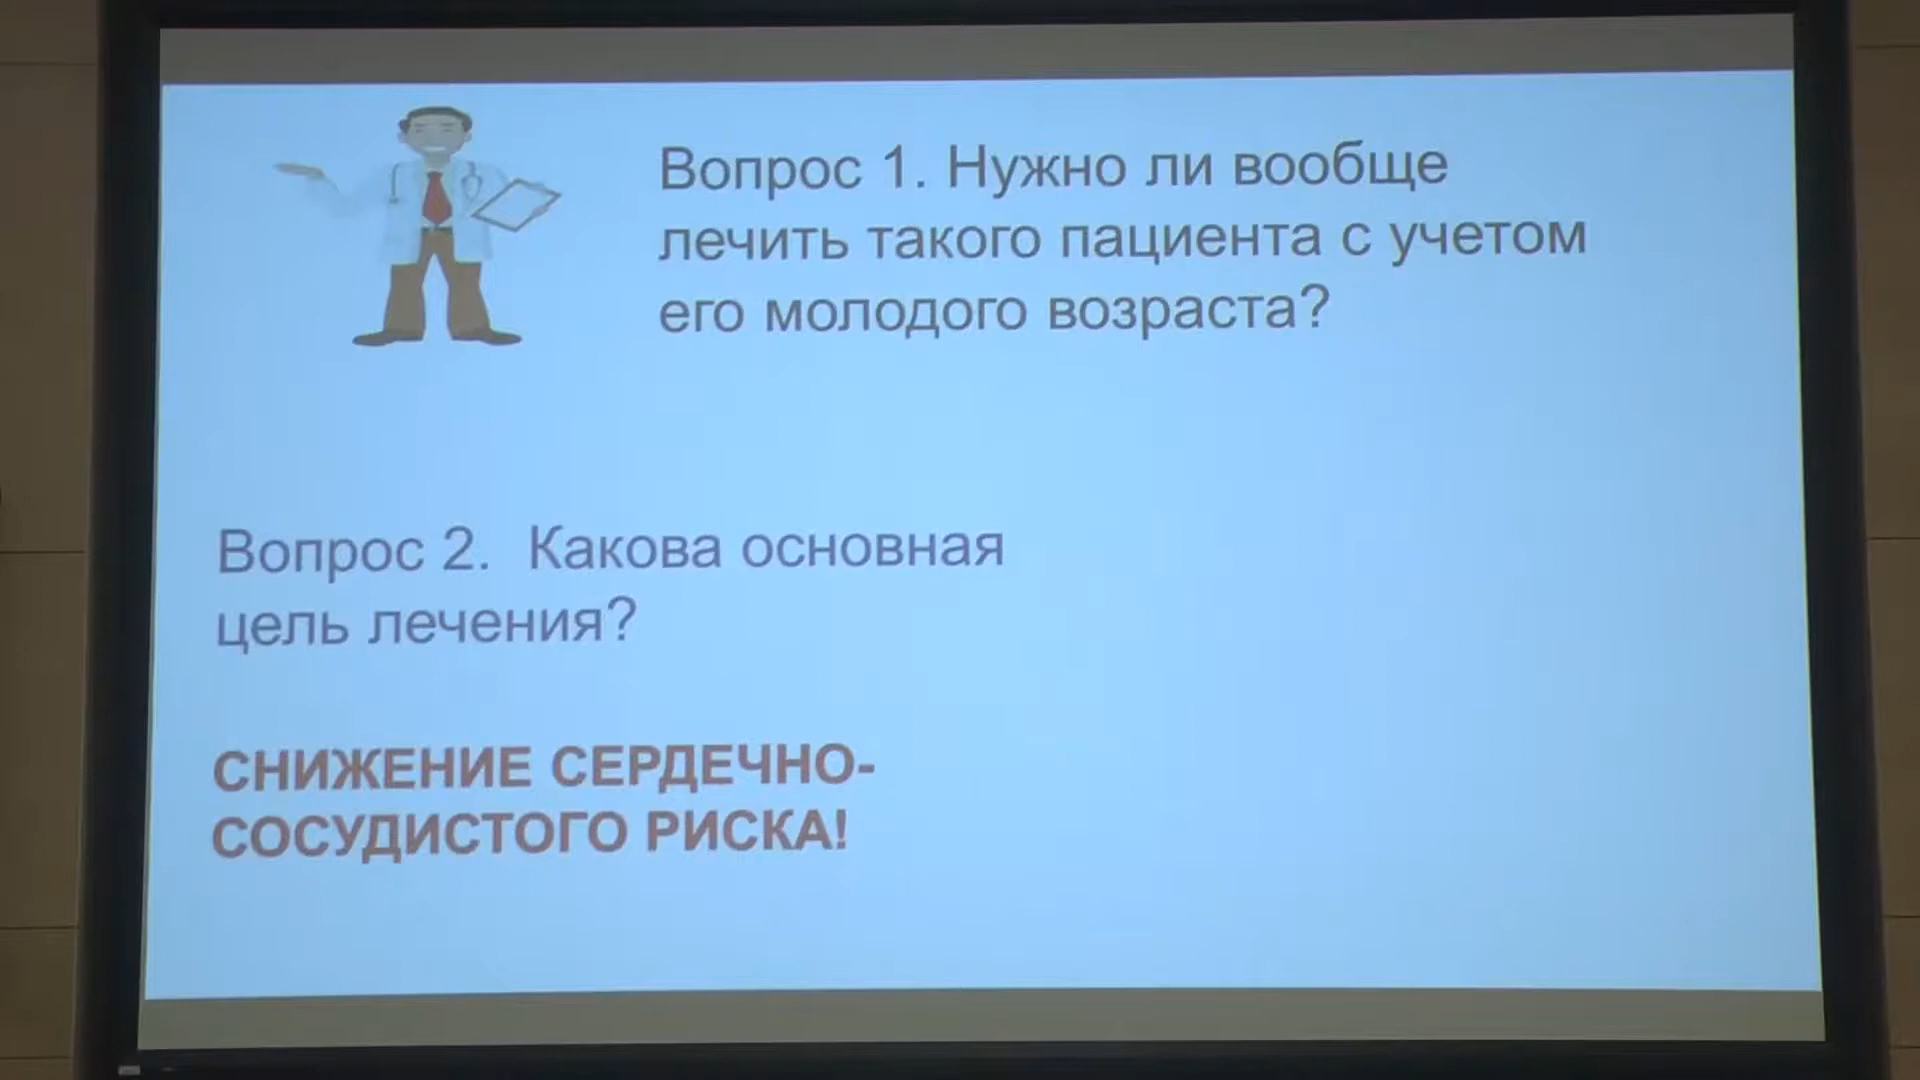 Вопрос 1. Нужно ли вообще
лечить такого пациента с учетом
его молодого возраста?
Вопрос 2. Какова основная
цель лечения?
СНИЖЕНИЕ СЕРДЕЧНО-
СОСУДИСТОГО РИСКА!